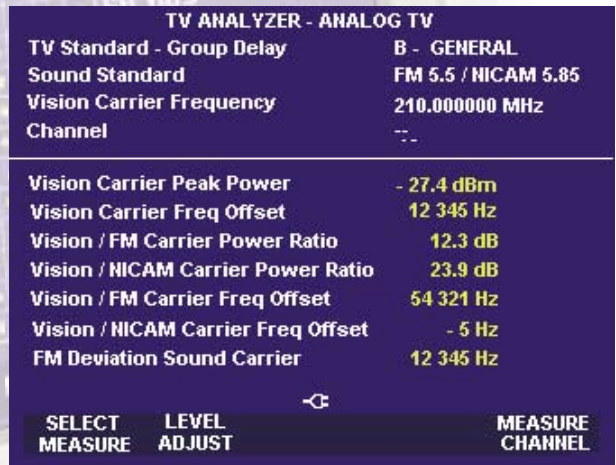 TV ANALYZER - ANALOG TV
TV Standard - Group Delay B - GENERAL
Sound Standard FM 5.5 / NICAM 5.85
Vision Carrier Frequency 210.000000 MHz
Channel --_
Vision Carrier Peak Power - 27.4 dBm
Vision Carrier Freq Offset 12 345 Hz
Vision / FM Carrier Power Ratio 12.3 dB
Vision / NICAM Carrier Power Ratio 23.9 dB
Vision / FM Carrier Freq Offset 54 321 Hz
Vision / NICAM Carrier Freq Offset - 5 Hz
FM Deviation Sound Carrier 12 345 Hz
SELECT LEVEL MEASURE
MEASURE ADJUST CHANNEL